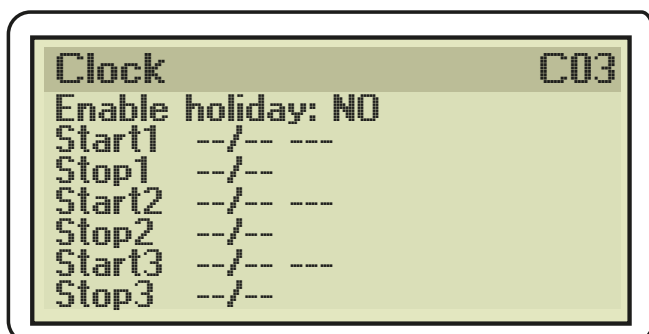 Clock C03
Enable holiday: NO
Start1 --/-- ---
Stop1 --/--
Start2 --/-- ---
Stop2 --/--
Start3 --/-- ---
Stop3 --/--